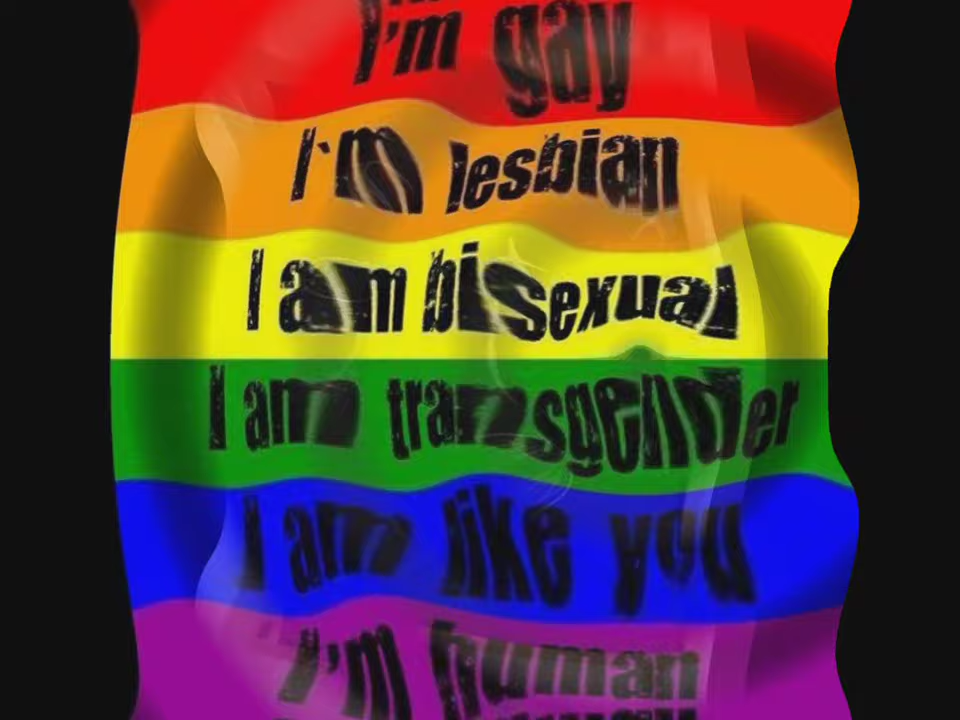 I'm gay
I'm lesbian
I am bisexual
I am transgender
I am like you
I'm human